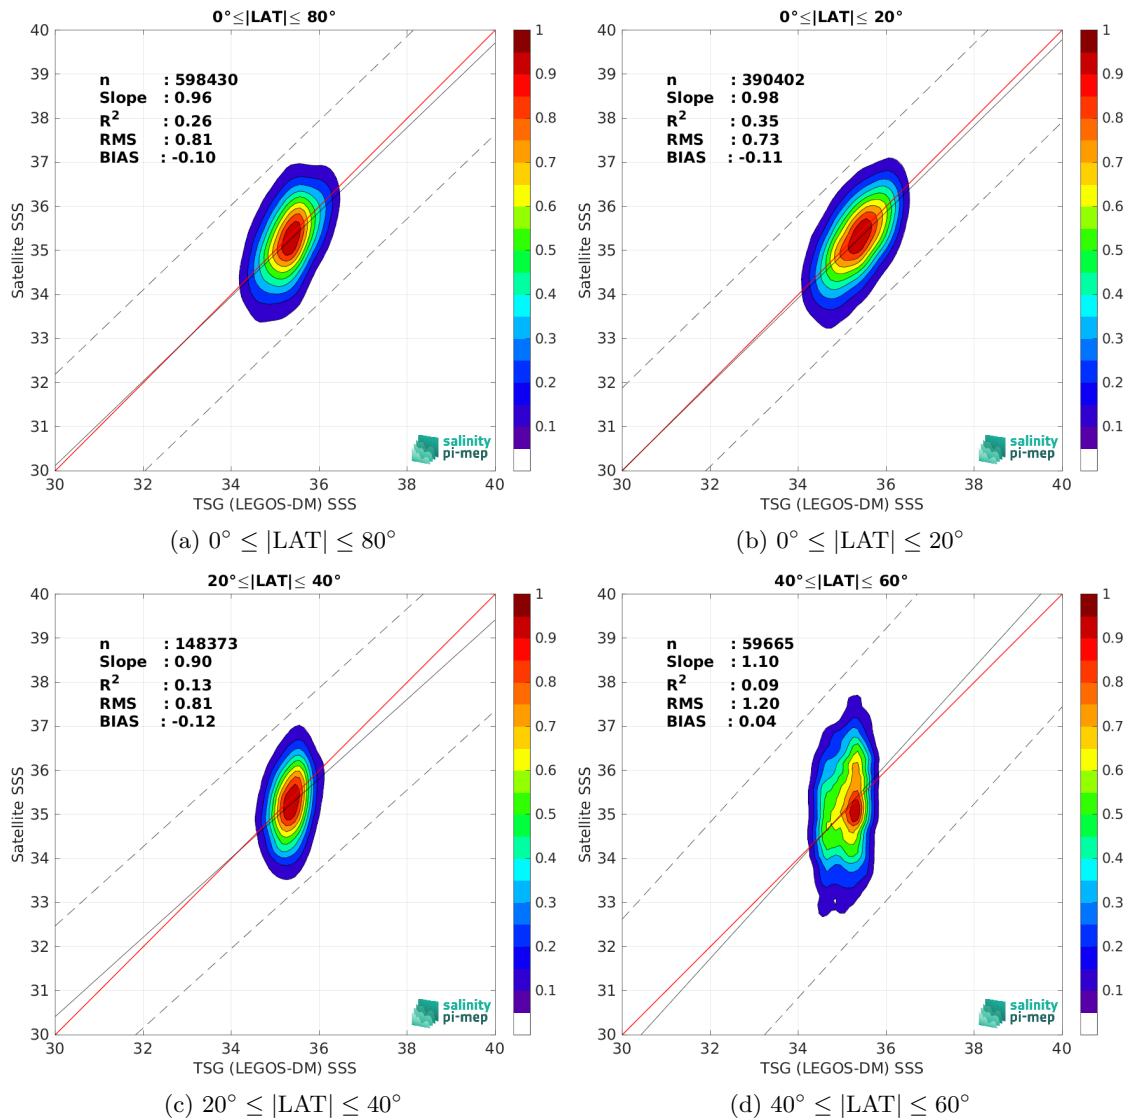 0°≤|LAT|≤ 80°
40
39
38
37
36
35
34
33
32
31
30
Satellite SSS
n : 598430
Slope : 0.96
R² : 0.26
RMS : 0.81
BIAS : -0.10
salinity
pi-mep
30 32 34 36 38 40
TSG (LEGOS-DM) SSS
1
0.9
0.8
0.7
0.6
0.5
0.4
0.3
0.2
0.1
(a) 0° ≤ |LAT| ≤ 80°
0°≤|LAT|≤ 20°
40
39
38
37
36
35
34
33
32
31
30
Satellite SSS
n : 390402
Slope : 0.98
R² : 0.35
RMS : 0.73
BIAS : -0.11
salinity
pi-mep
30 32 34 36 38 40
TSG (LEGOS-DM) SSS
1
0.9
0.8
0.7
0.6
0.5
0.4
0.3
0.2
0.1
(b) 0° ≤ |LAT| ≤ 20°
20°≤|LAT|≤ 40°
40
39
38
37
36
35
34
33
32
31
30
Satellite SSS
n : 148373
Slope : 0.90
R² : 0.13
RMS : 0.81
BIAS : -0.12
salinity
pi-mep
30 32 34 36 38 40
TSG (LEGOS-DM) SSS
1
0.9
0.8
0.7
0.6
0.5
0.4
0.3
0.2
0.1
(c) 20° ≤ |LAT| ≤ 40°
40°≤|LAT|≤ 60°
40
39
38
37
36
35
34
33
32
31
30
Satellite SSS
n : 59665
Slope : 1.10
R² : 0.09
RMS : 1.20
BIAS : 0.04
salinity
pi-mep
30 32 34 36 38 40
TSG (LEGOS-DM) SSS
1
0.9
0.8
0.7
0.6
0.5
0.4
0.3
0.2
0.1
(d) 40° ≤ |LAT| ≤ 60°